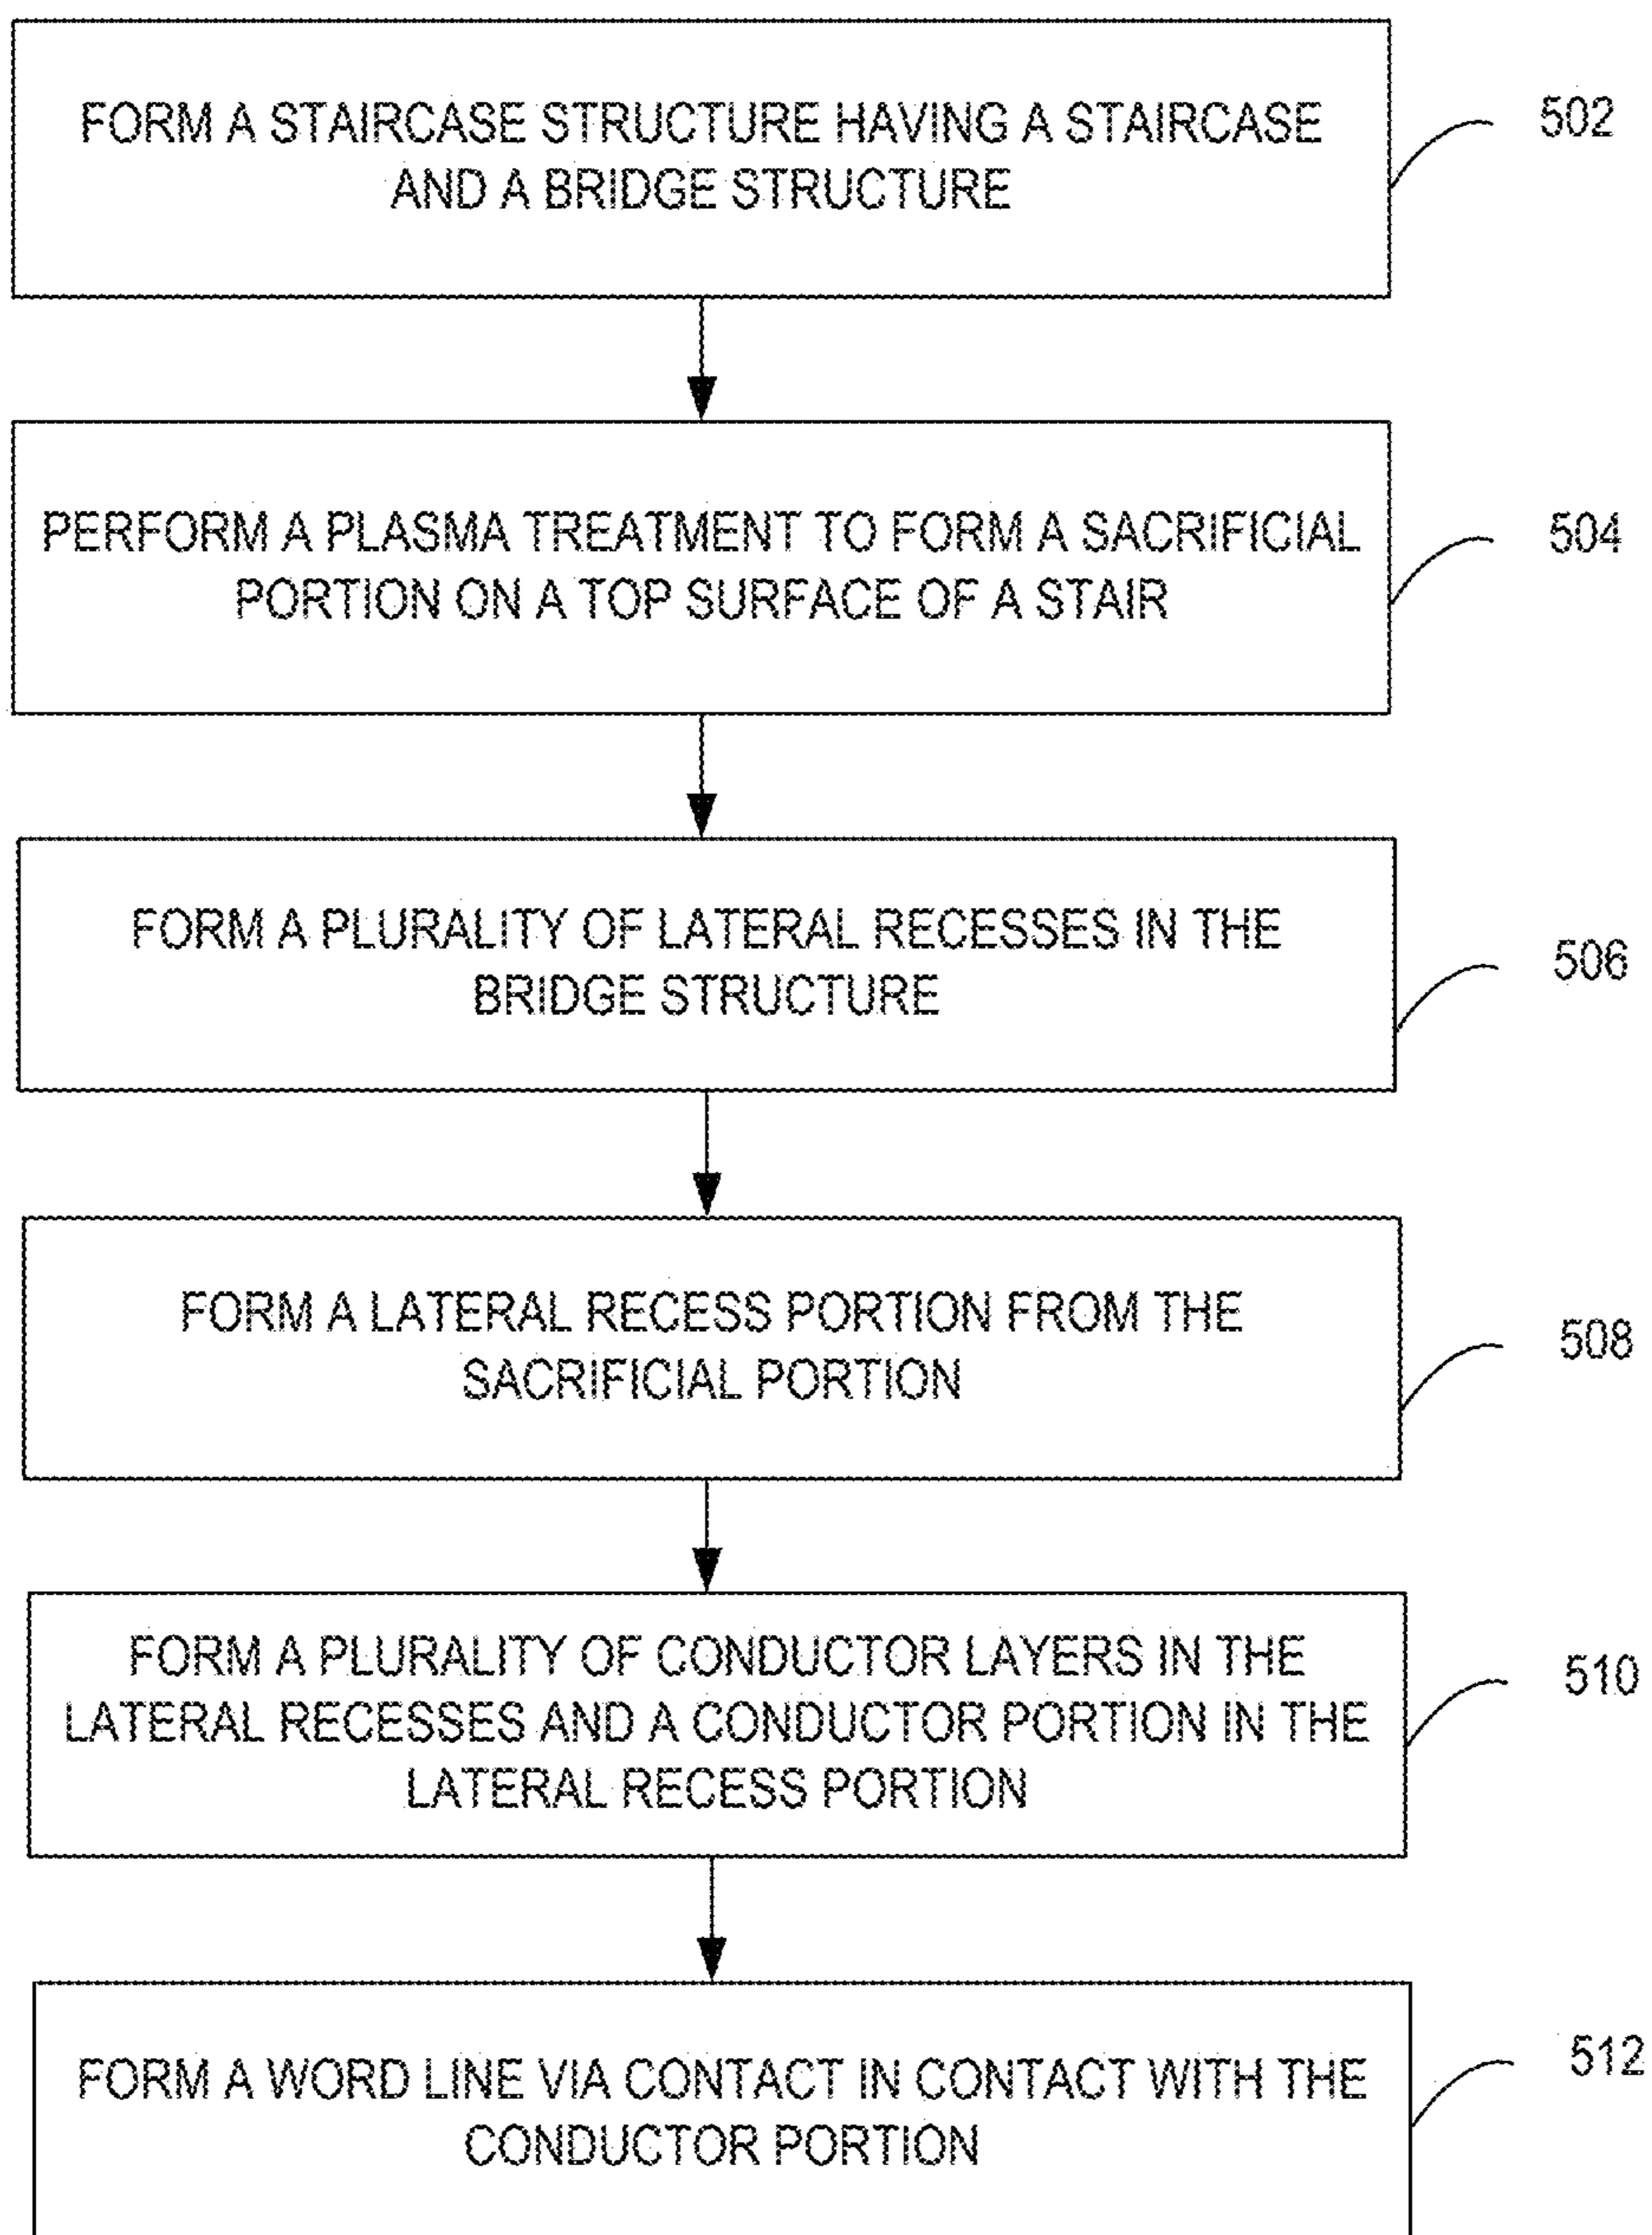 FORM A STAIRCASE STRUCTURE HAVING A STAIRCASE
AND A BRIDGE STRUCTURE
502
PERFORM A PLASMA TREATMENT TO FORM A SACRIFICIAL
PORTION ON A TOP SURFACE OF A STAIR
504
FORM A PLURALITY OF LATERAL RECESSES IN THE
BRIDGE STRUCTURE
506
FORM A LATERAL RECESS PORTION FROM THE
SACRIFICIAL PORTION
508
FORM A PLURALITY OF CONDUCTOR LAYERS IN THE
LATERAL RECESSES AND A CONDUCTOR PORTION IN THE
LATERAL RECESS PORTION
510
FORM A WORD LINE VIA CONTACT IN CONTACT WITH THE
CONDUCTOR PORTION
512